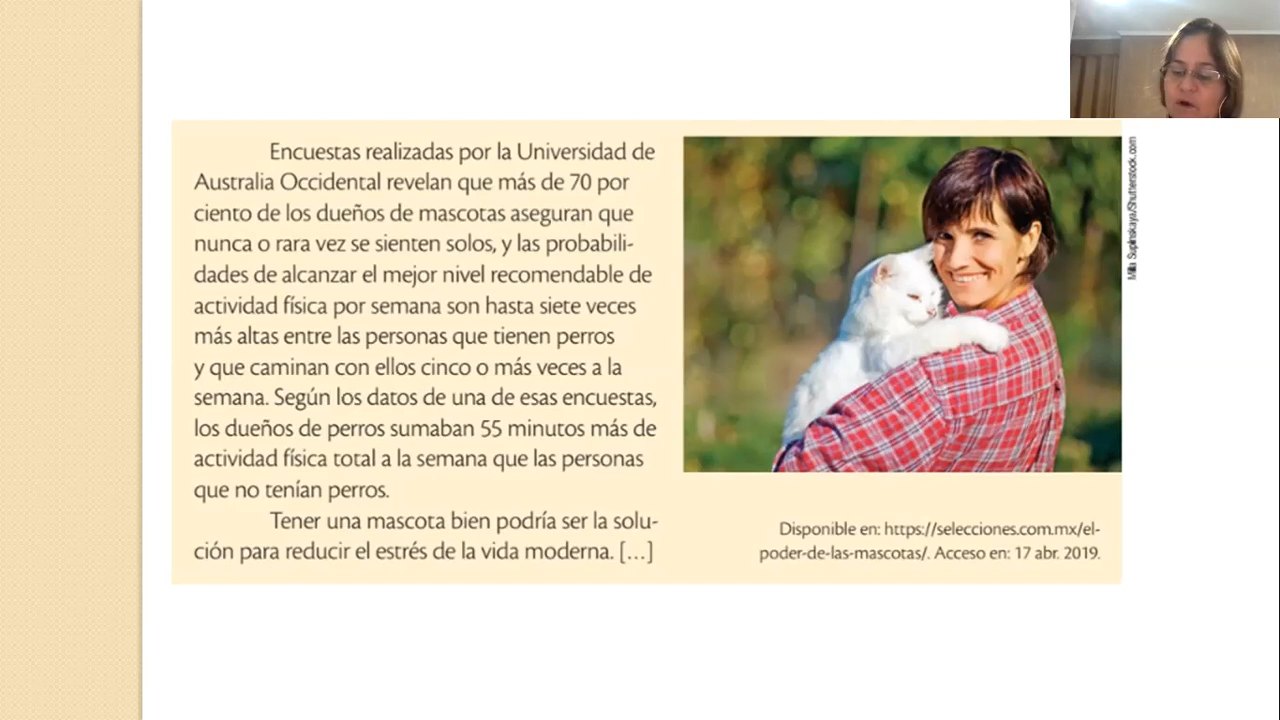 Encuestas realizadas por la Universidad de
Australia Occidental revelan que más de 70 por
ciento de los dueños de mascotas aseguran que
nunca o rara vez se sienten solos, y las probabili-
dades de alcanzar el mejor nivel recomendable de
actividad física por semana son hasta siete veces
más altas entre las personas que tienen perros
y que caminan con ellos cinco o más veces a la
semana. Según los datos de una de esas encuestas,
los dueños de perros sumaban 55 minutos más de
actividad física total a la semana que las personas
que no tenían perros.
Tener una mascota bien podría ser la solu-
ción para reducir el estrés de la vida moderna. [...]
Milla Supinskaya/Shutterstock.com
Disponible en: https://selecciones.com.mx/el-
poder-de-las-mascotas/. Acceso en: 17 abr. 2019.